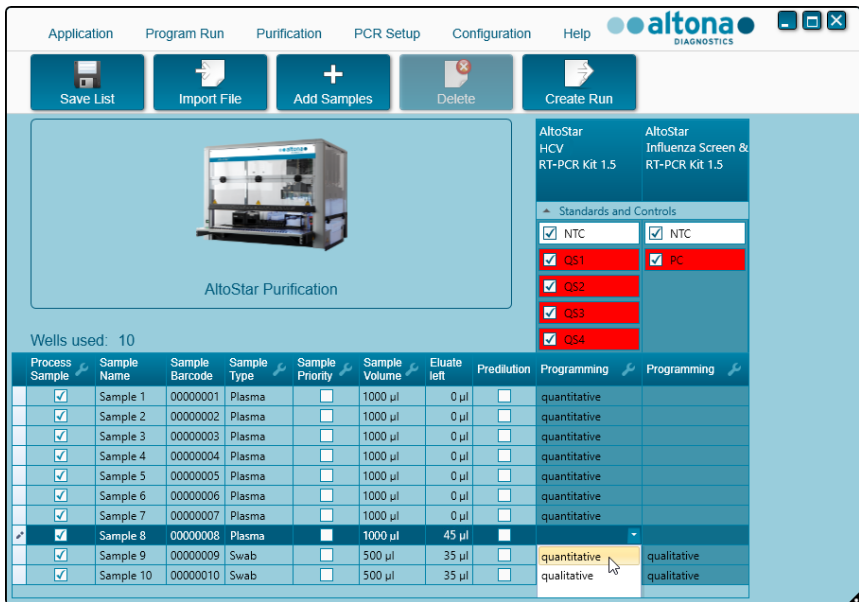 Application Program Run Purification PCR Setup Configuration Help altona
DIAGNOSTICS
Save List Import File Add Samples Delete Create Run
AltoStar
HCV
RT-PCR Kit 1.5
AltoStar
Influenza Screen &
RT-PCR Kit 1.5
Standards and Controls
NTC NTC
QS1 PC
QS2
QS3
QS4
AltoStar Purification
Wells used: 10
Process Sample Sample Name Sample Barcode Sample Type Sample Priority Sample Volume Eluate left Predilution Programming Programming
Sample 1 00000001 Plasma 1000 µl 0 µl quantitative
Sample 2 00000002 Plasma 1000 µl 0 µl quantitative
Sample 3 00000003 Plasma 1000 µl 0 µl quantitative
Sample 4 00000004 Plasma 1000 µl 0 µl quantitative
Sample 5 00000005 Plasma 1000 µl 0 µl quantitative
Sample 6 00000006 Plasma 1000 µl 0 µl quantitative
Sample 7 00000007 Plasma 1000 µl 0 µl quantitative
Sample 8 00000008 Plasma 1000 µl 45 µl
Sample 9 00000009 Swab 500 µl 35 µl quantitative qualitative
Sample 10 00000010 Swab 500 µl 35 µl qualitative qualitative